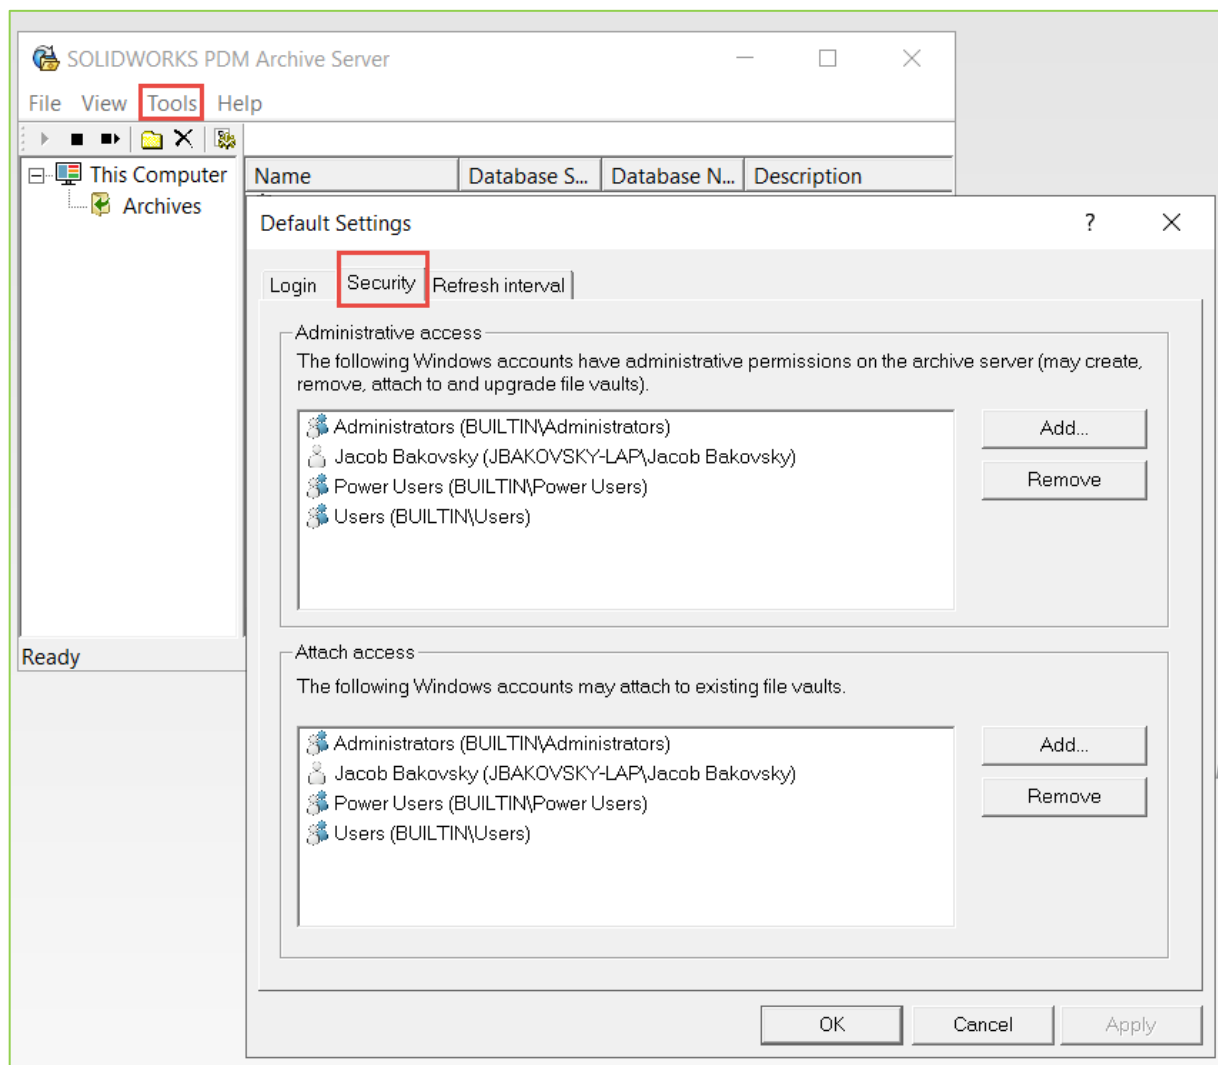 SOLIDWORKS PDM Archive Server
File View Tools Help
This Computer
Archives
Name Database S... Database N... Description
Default Settings ?
Login Security Refresh interval
Administrative access
The following Windows accounts have administrative permissions on the archive server (may create,
remove, attach to and upgrade file vaults).
Administrators (BUILTIN\Administrators)
Jacob Bakovsky (JBAKOVSKY-LAP\Jacob Bakovsky)
Power Users (BUILTIN\Power Users)
Users (BUILTIN\Users)
Add...
Remove
Attach access
The following Windows accounts may attach to existing file vaults.
Administrators (BUILTIN\Administrators)
Jacob Bakovsky (JBAKOVSKY-LAP\Jacob Bakovsky)
Power Users (BUILTIN\Power Users)
Users (BUILTIN\Users)
Add...
Remove
Ready
OK Cancel Apply